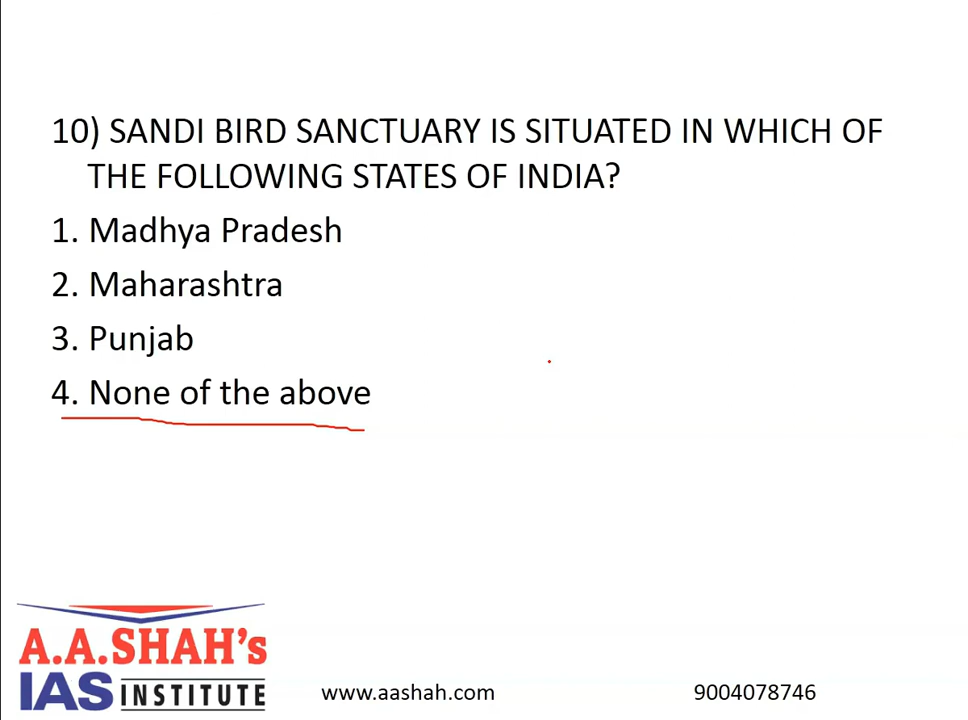 10) SANDI BIRD SANCTUARY IS SITUATED IN WHICH OF
THE FOLLOWING STATES OF INDIA?
1. Madhya Pradesh
2. Maharashtra
3. Punjab
4. None of the above
A.A.SHAH's
IAS INSTITUTE
www.aashah.com
9004078746